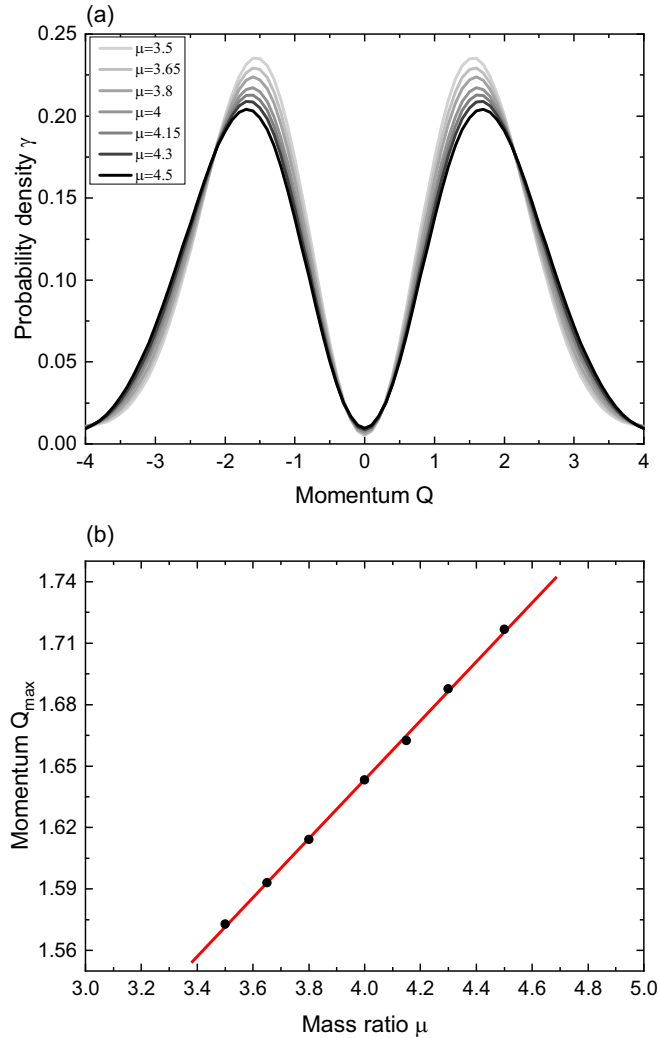 (a)
0.25
0.20
0.15
0.10
0.05
0.00
Probability density γ
μ=3.5
μ=3.65
μ=3.8
μ=4
μ=4.15
μ=4.3
μ=4.5
-4 -3 -2 -1 0 1 2 3 4
Momentum Q
(b)
1.74
1.71
1.68
1.65
1.62
1.59
1.56
Momentum Qmax
3.0 3.2 3.4 3.6 3.8 4.0 4.2 4.4 4.6 4.8 5.0
Mass ratio μ